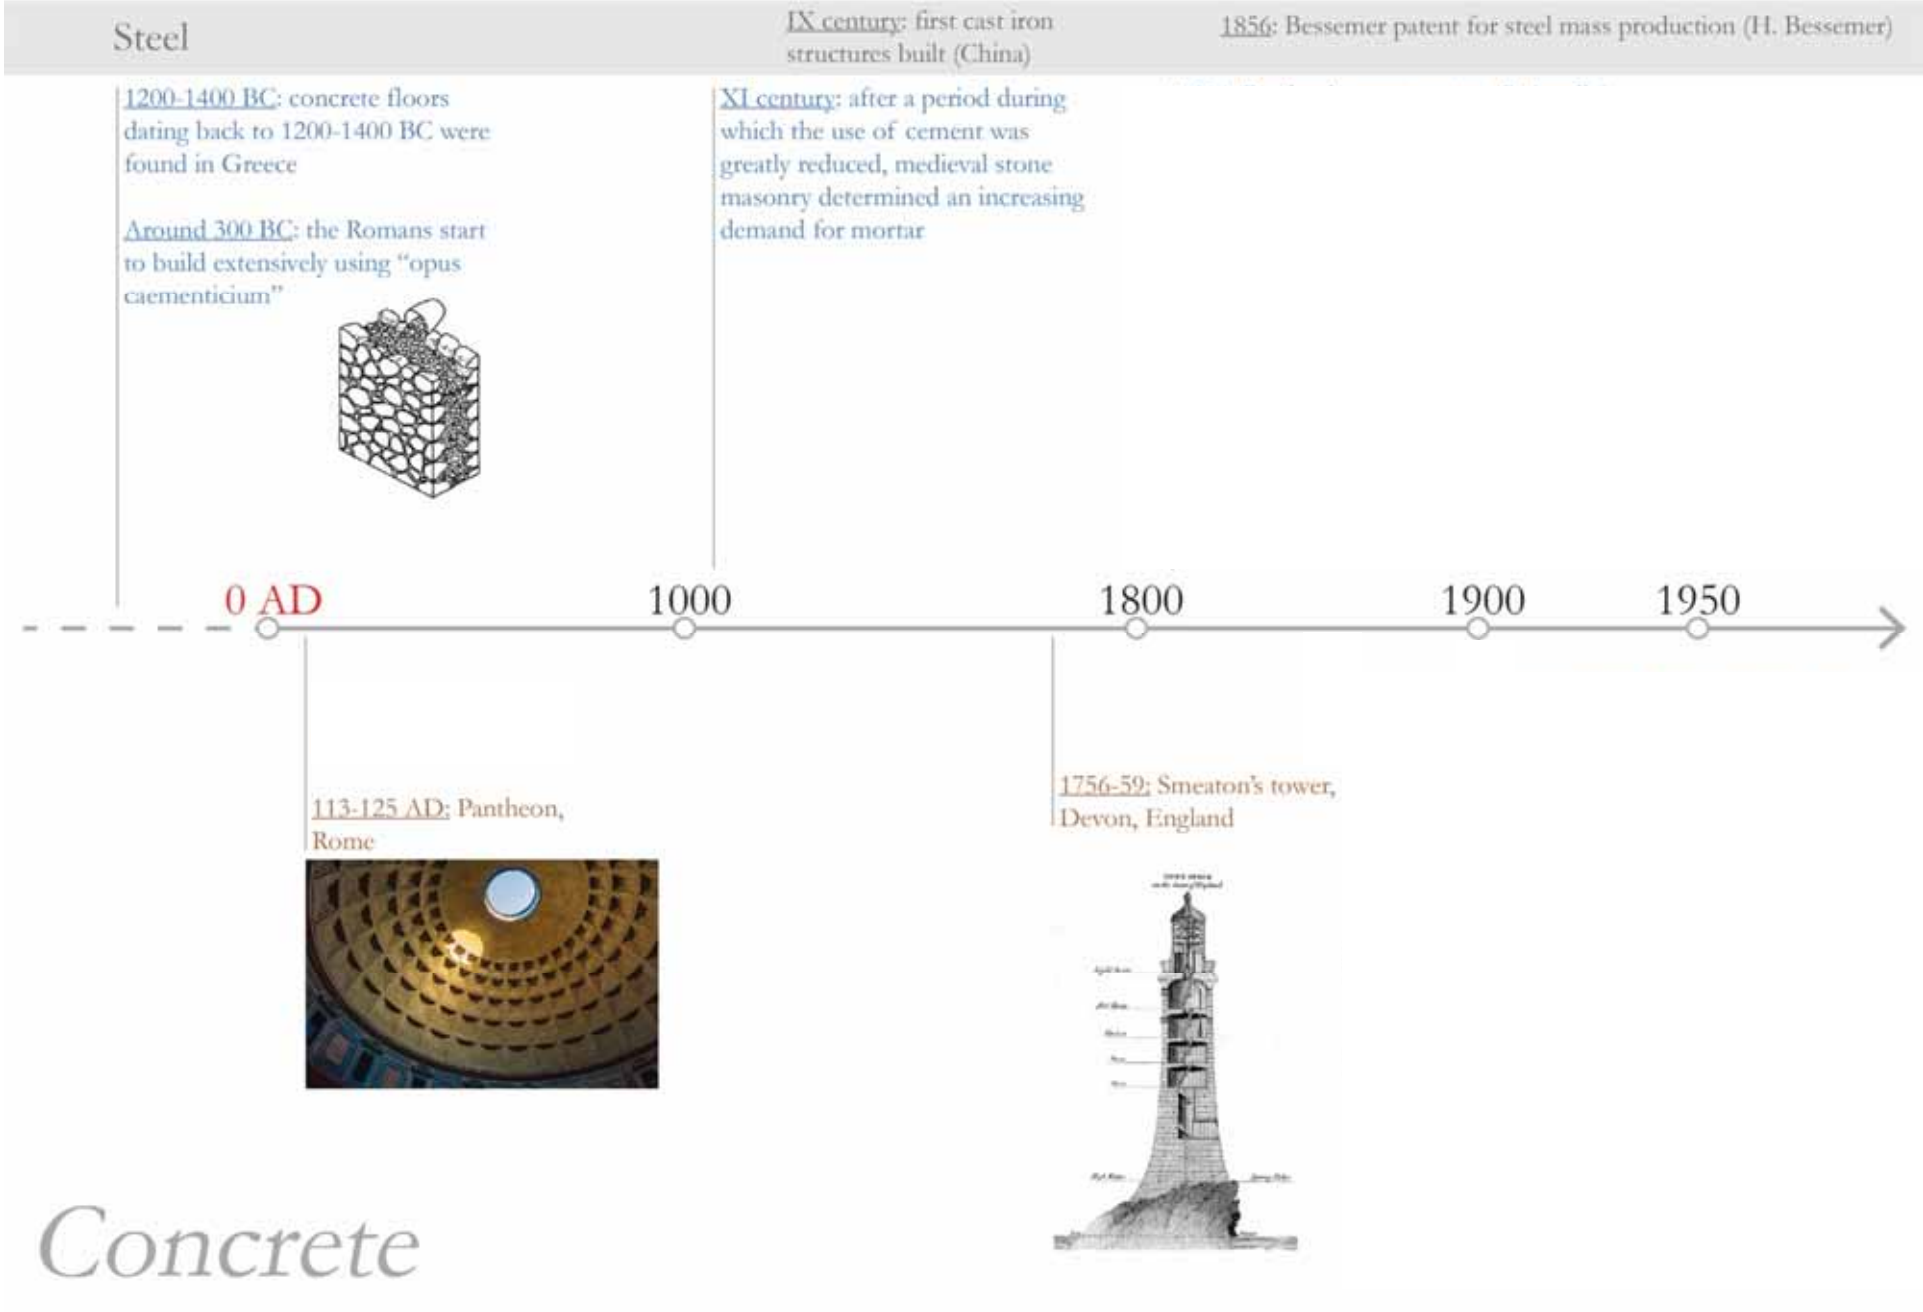 Steel
IX century: first cast iron
structures built (China)
1856: Bessemer patent for steel mass production (H. Bessemer)
1200-1400 BC: concrete floors
dating back to 1200-1400 BC were
found in Greece
Around 300 BC: the Romans start
to build extensively using “opus
caementicium”
XI century: after a period during
which the use of cement was
greatly reduced, medieval stone
masonry determined an increasing
demand for mortar
0 AD
1000
1800
1900
1950
113-125 AD: Pantheon,
Rome
1756-59: Smeaton’s tower,
Devon, England
Concrete